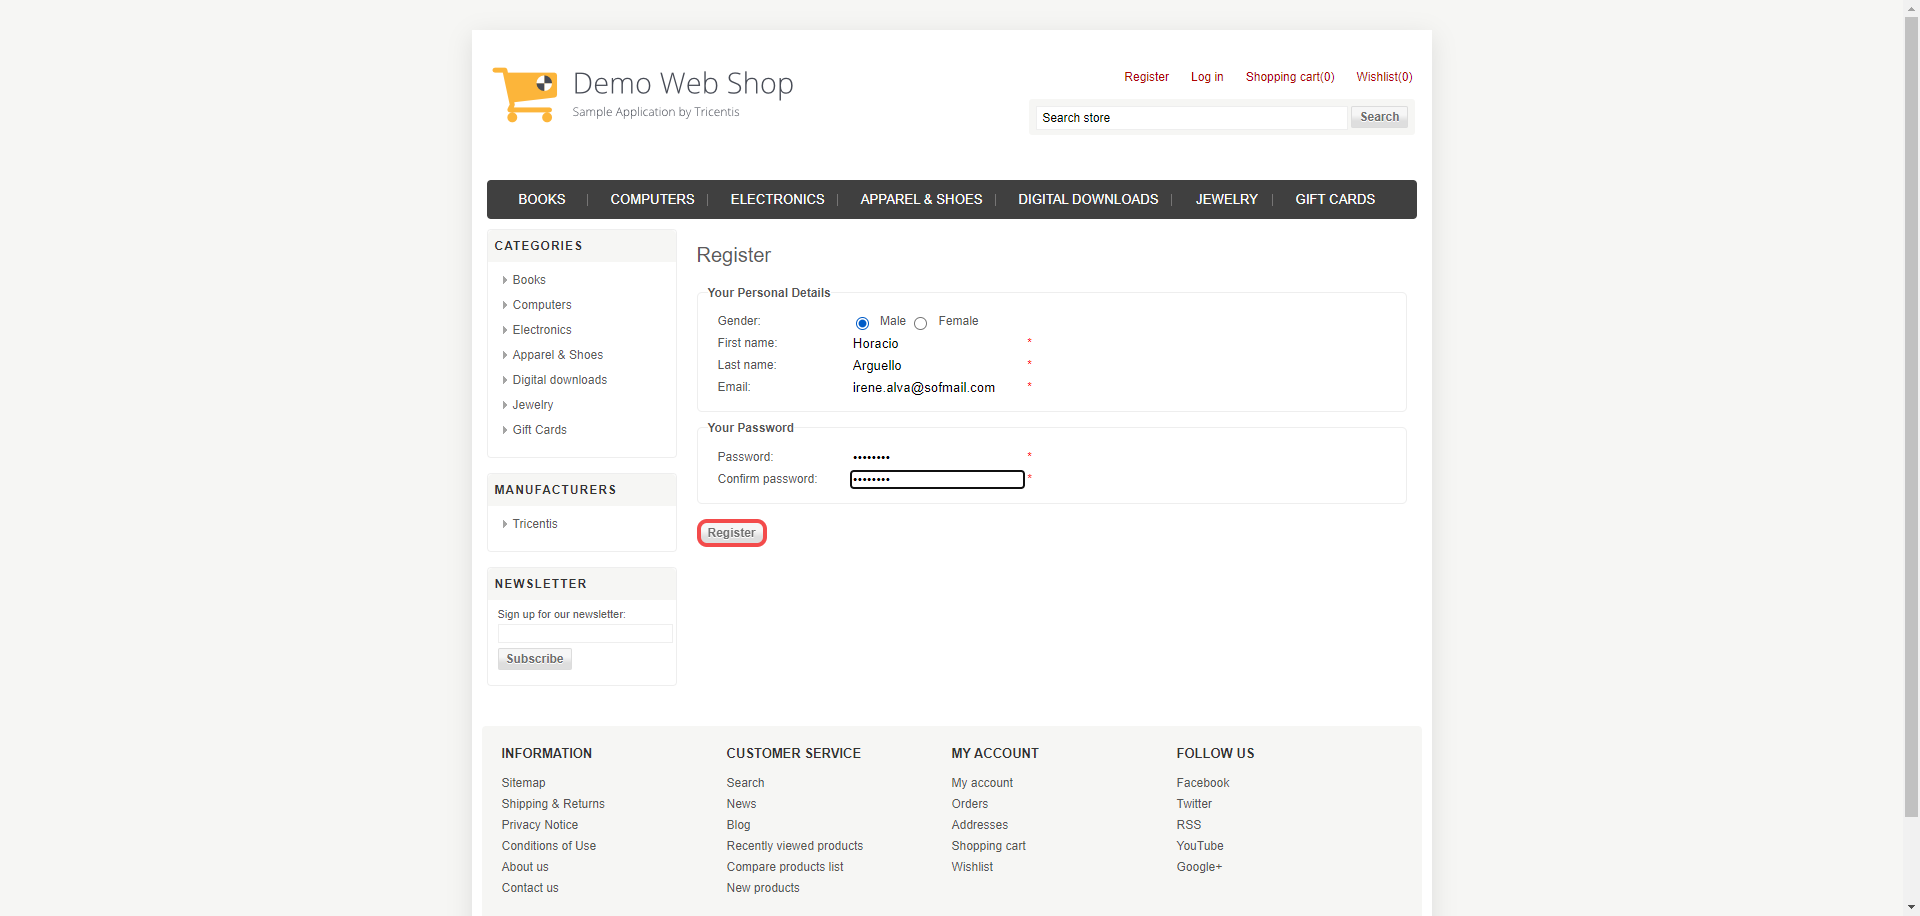 Demo Web Shop
Sample Application by Tricentis
Register Log in Shopping cart(0) Wishlist(0)
Search store Search
BOOKS COMPUTERS ELECTRONICS APPAREL & SHOES DIGITAL DOWNLOADS JEWELRY GIFT CARDS
CATEGORIES
Books
Computers
Electronics
Apparel & Shoes
Digital downloads
Jewelry
Gift Cards
MANUFACTURERS
Tricentis
NEWSLETTER
Sign up for our newsletter:
Subscribe
Register
Your Personal Details
Gender: Male Female
First name: Horacio *
Last name: Arguello *
Email: irene.alva@sofmail.com *
Your Password
Password: •••••••• *
Confirm password: •••••••• *
Register
INFORMATION
Sitemap
Shipping & Returns
Privacy Notice
Conditions of Use
About us
Contact us
CUSTOMER SERVICE
Search
News
Blog
Recently viewed products
Compare products list
New products
MY ACCOUNT
My account
Orders
Addresses
Shopping cart
Wishlist
FOLLOW US
Facebook
Twitter
RSS
YouTube
Google+